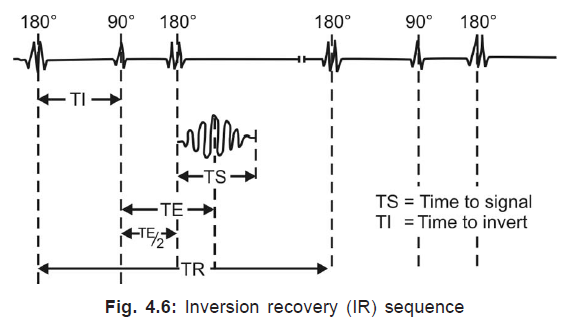 180° 90° 180° 180° 90° 180°
TI
TS
TS = Time to signal
TE
TI = Time to invert
TE/2
TR
Fig. 4.6: Inversion recovery (IR) sequence